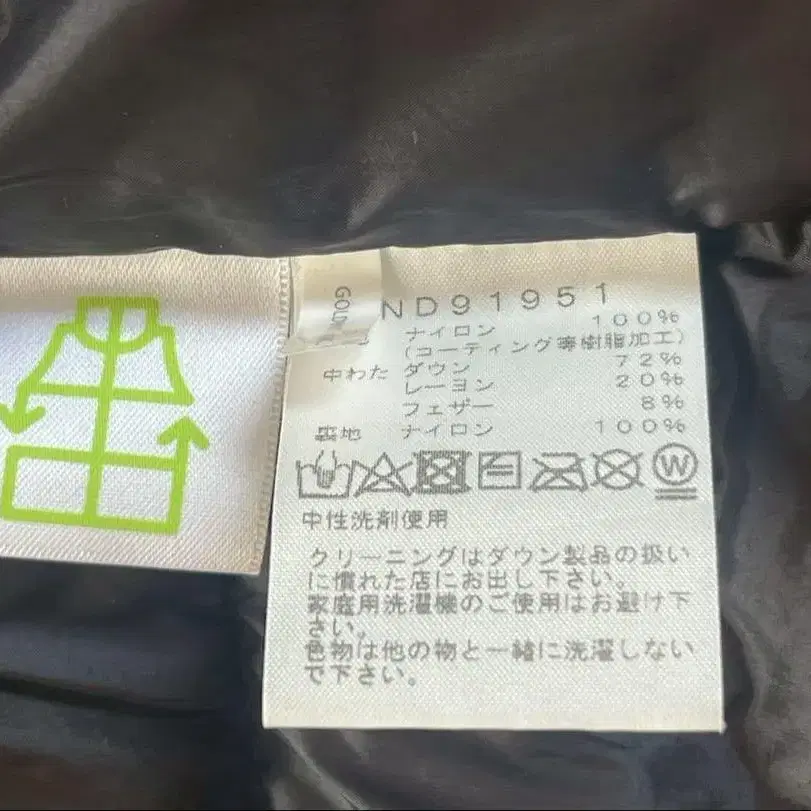 ND91951
ナイロン 100%
(コーティング等樹脂加工)
中わた ダウン 72%
レーヨン 20%
フェザー 8%
裏地 ナイロン 100%
W
中性洗剤使用
クリーニングはダウン製品の扱い
に慣れた店にお出し下さい。
家庭用洗濯機のご使用はお避け下
さい。
色物は他の物と一緒に洗濯しない
で下さい。